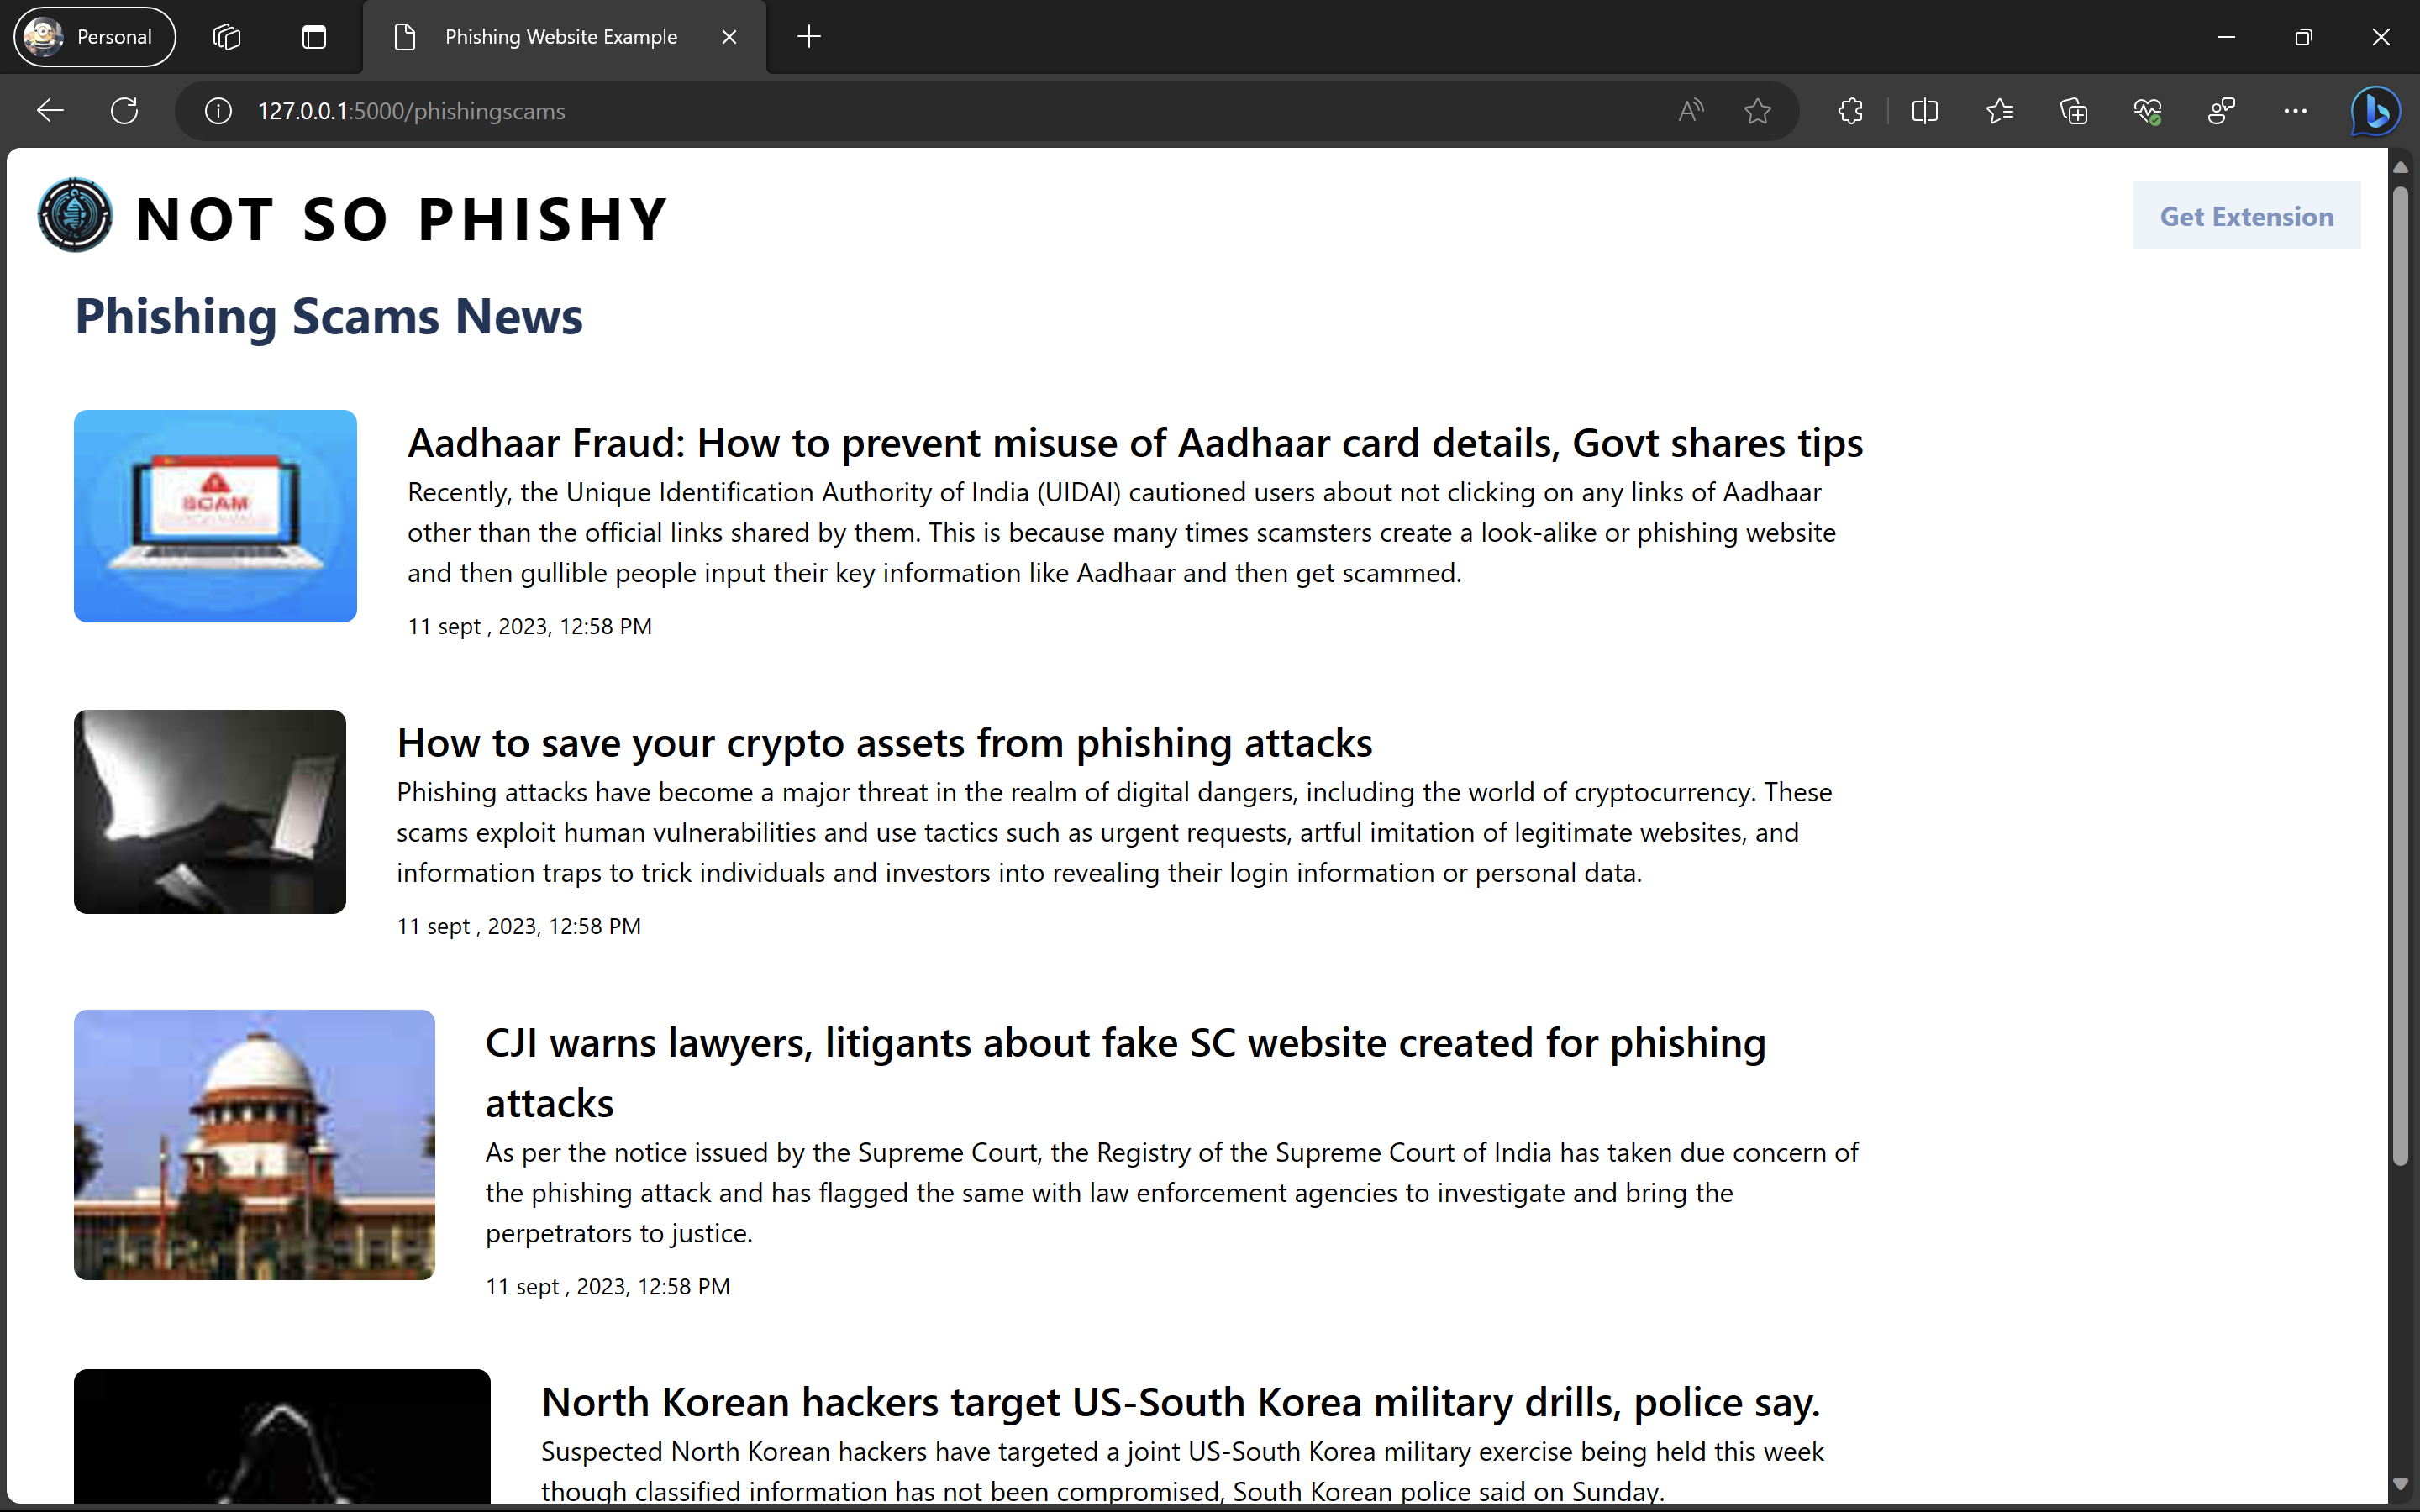 Personal
Phishing Website Example
127.0.0.1:5000/phishingscams
NOT SO PHISHY
Get Extension
Phishing Scams News
SCAM
Aadhaar Fraud: How to prevent misuse of Aadhaar card details, Govt shares tips
Recently, the Unique Identification Authority of India (UIDAI) cautioned users about not clicking on any links of Aadhaar
other than the official links shared by them. This is because many times scamsters create a look-alike or phishing website
and then gullible people input their key information like Aadhaar and then get scammed.
11 sept , 2023, 12:58 PM
How to save your crypto assets from phishing attacks
Phishing attacks have become a major threat in the realm of digital dangers, including the world of cryptocurrency. These
scams exploit human vulnerabilities and use tactics such as urgent requests, artful imitation of legitimate websites, and
information traps to trick individuals and investors into revealing their login information or personal data.
11 sept , 2023, 12:58 PM
CJI warns lawyers, litigants about fake SC website created for phishing
attacks
As per the notice issued by the Supreme Court, the Registry of the Supreme Court of India has taken due concern of
the phishing attack and has flagged the same with law enforcement agencies to investigate and bring the
perpetrators to justice.
11 sept , 2023, 12:58 PM
North Korean hackers target US-South Korea military drills, police say.
Suspected North Korean hackers have targeted a joint US-South Korea military exercise being held this week
though classified information has not been compromised, South Korean police said on Sunday.